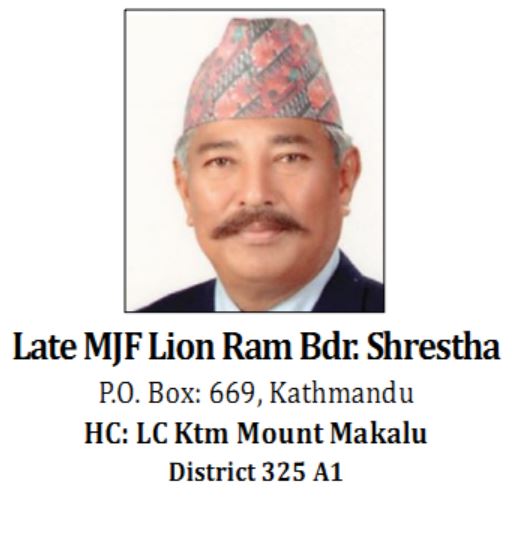 Late MJF Lion Ram Bdr. Shrestha
P.O. Box: 669, Kathmandu
HC: LC Ktm Mount Makalu
District 325 A1